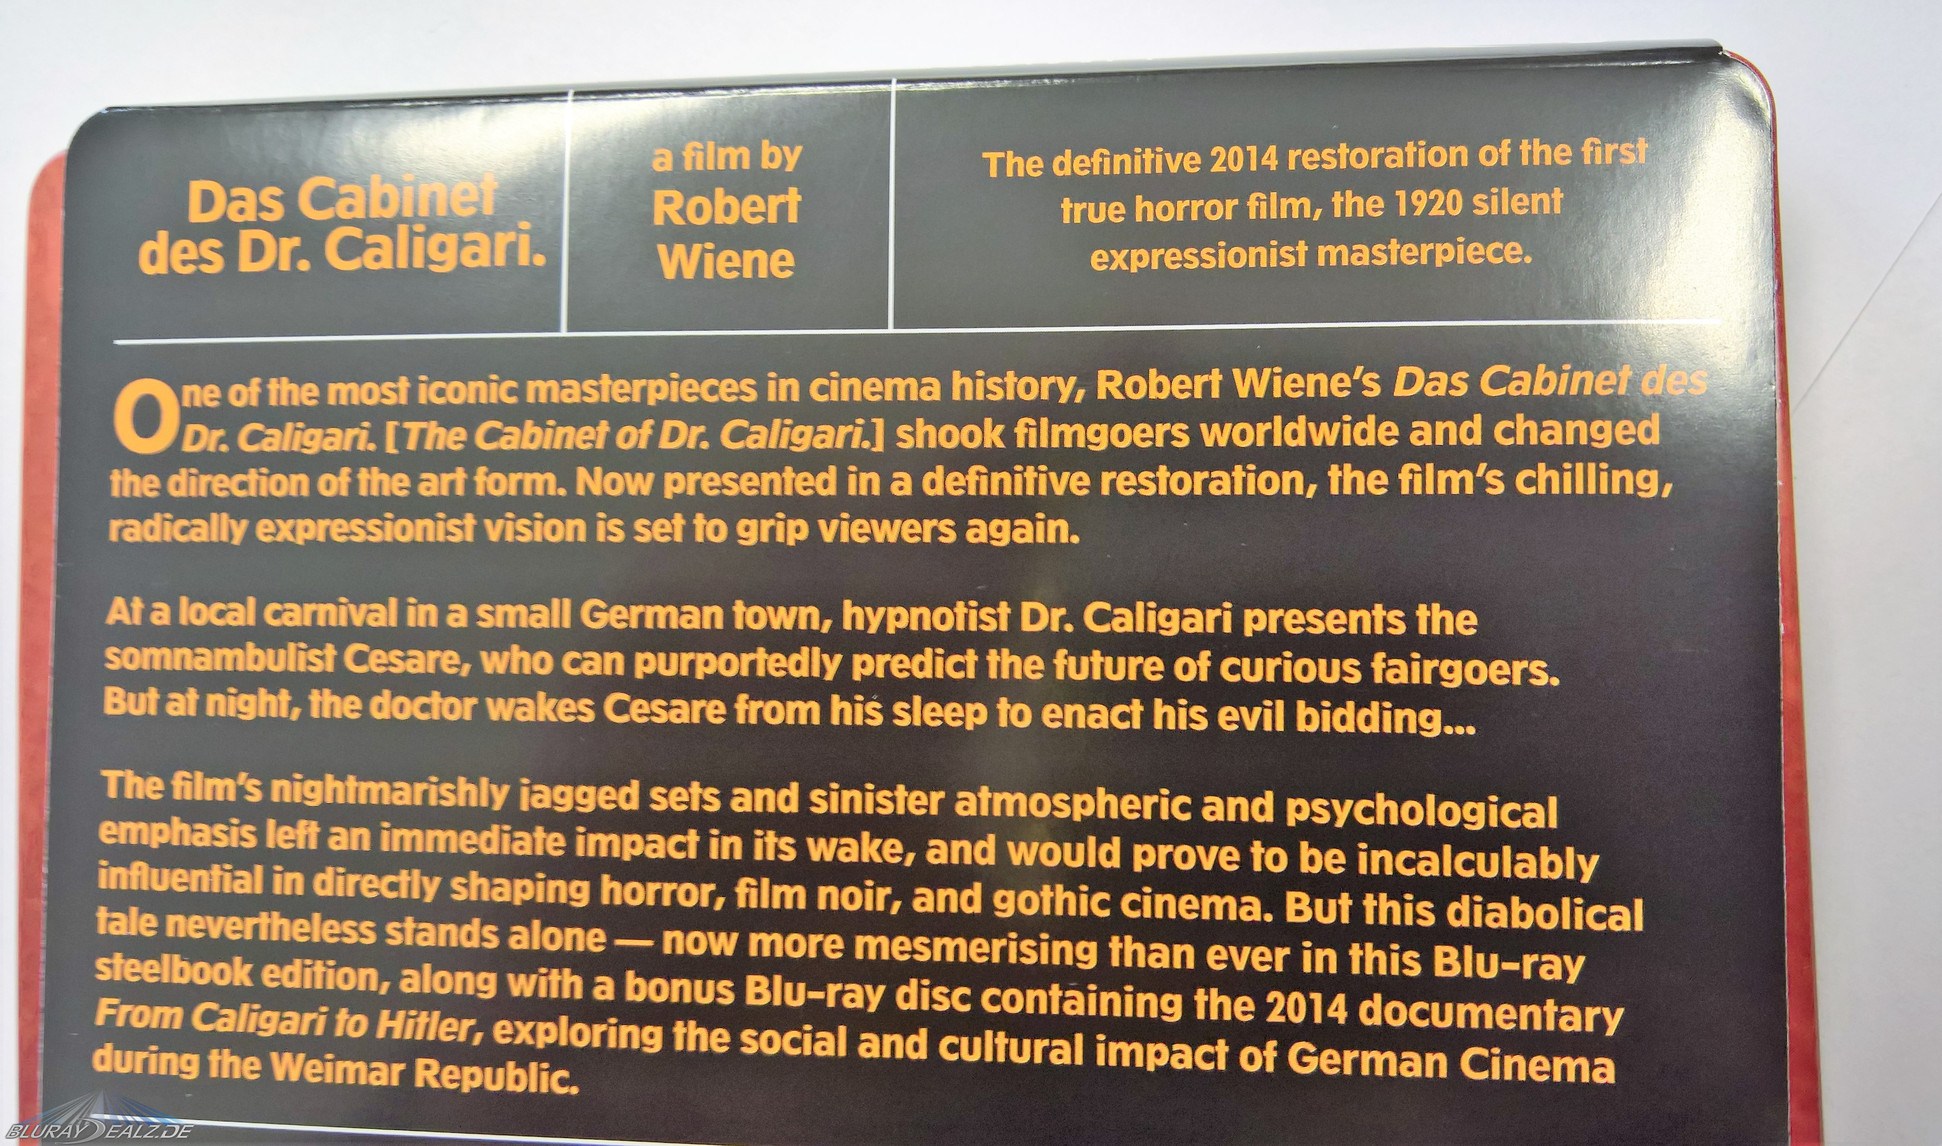 Das Cabinet
des Dr. Caligari.
a film by
Robert
Wiene
The definitive 2014 restoration of the first
true horror film, the 1920 silent
expressionist masterpiece.
One of the most iconic masterpieces in cinema history, Robert Wiene's Das Cabinet des
Dr. Caligari. [The Cabinet of Dr. Caligari.] shook filmgoers worldwide and changed
the direction of the art form. Now presented in a definitive restoration, the film's chilling,
radically expressionist vision is set to grip viewers again.
At a local carnival in a small German town, hypnotist Dr. Caligari presents the
somnambulist Cesare, who can purportedly predict the future of curious fairgoers.
But at night, the doctor wakes Cesare from his sleep to enact his evil bidding...
The film's nightmarishly jagged sets and sinister atmospheric and psychological
emphasis left an immediate impact in its wake, and would prove to be incalculably
influential in directly shaping horror, film noir, and gothic cinema. But this diabolical
tale nevertheless stands alone — now more mesmerising than ever in this Blu-ray
steelbook edition, along with a bonus Blu-ray disc containing the 2014 documentary
From Caligari to Hitler, exploring the social and cultural impact of German Cinema
during the Weimar Republic.
BLURAYDEALZ.DE